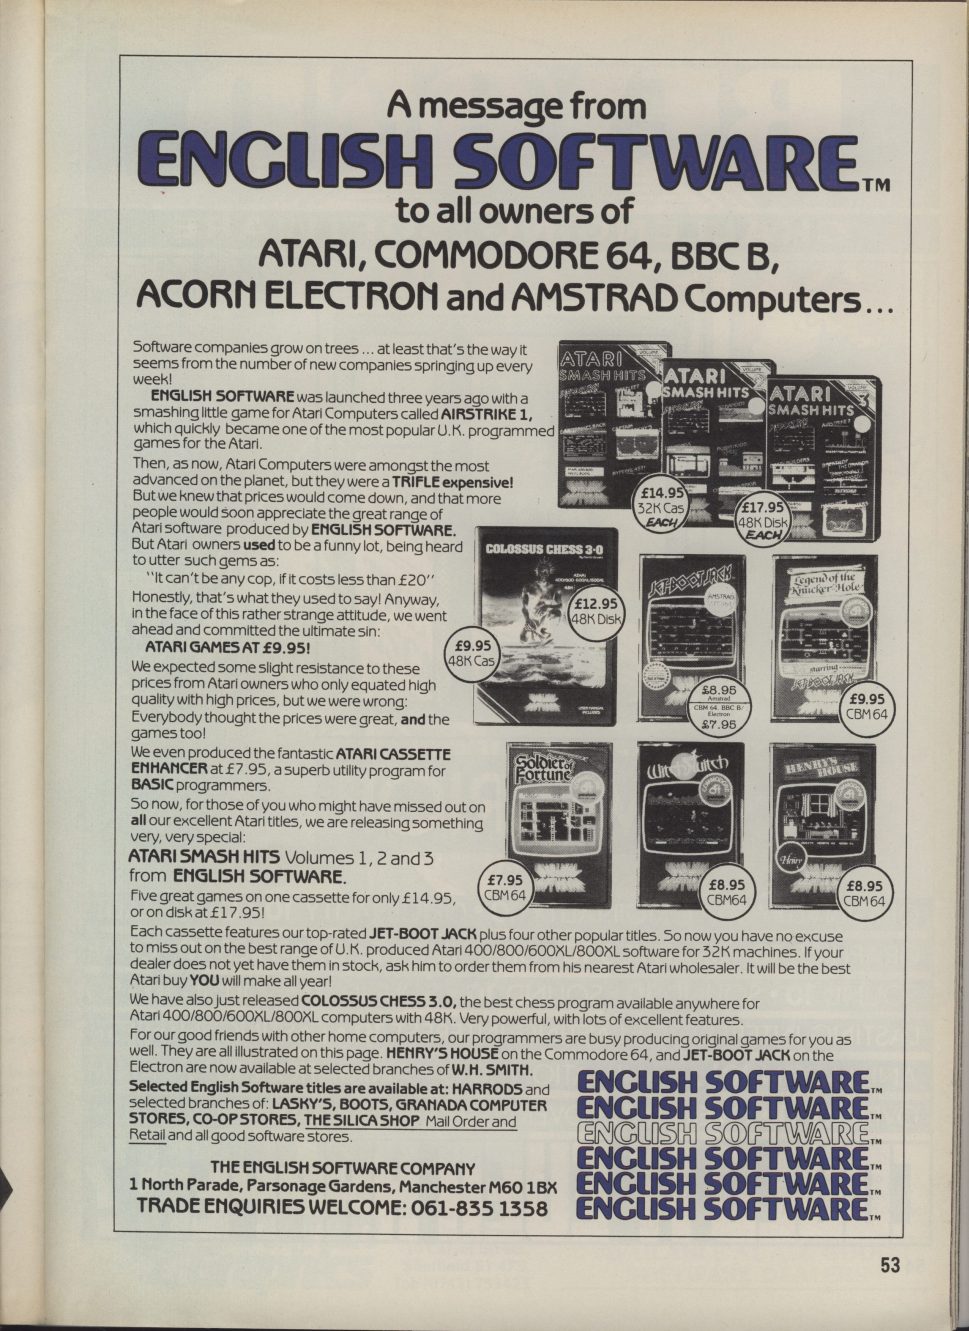 A message from
ENGLISH SOFTWARE™
to all owners of
ATARI, COMMODORE 64, BBC B,
ACORN ELECTRON and AMSTRAD Computers...
Software companies grow on trees ... at least that's the way it
seems from the number of new companies springing up every
week!
ENGLISH SOFTWARE was launched three years ago with a
smashing little game for Atari Computers called AIRSTRIKE 1,
which quickly became one of the most popular U.K. programmed
games for the Atari.
Then, as now, Atari Computers were amongst the most
advanced on the planet, but they were a TRIFLE expensive!
But we knew that prices would come down, and that more
people would soon appreciate the great range of
Atari software produced by ENGLISH SOFTWARE.
But Atari owners used to be a funny lot, being heard
to utter such gems as:
"It can't be any cop, if it costs less than £20"
Honestly, that's what they used to say! Anyway,
in the face of this rather strange attitude, we went
ahead and committed the ultimate sin:
ATARI GAMES AT £9.95!
We expected some slight resistance to these
prices from Atari owners who only equated high
quality with high prices, but we were wrong:
Everybody thought the prices were great, and the
games too!
We even produced the fantastic ATARI CASSETTE
ENHANCER at £7.95, a superb utility program for
BASIC programmers.
So now, for those of you who might have missed out on
all our excellent Atari titles, we are releasing something
very, very special:
ATARI SMASH HITS Volumes 1, 2 and 3
from ENGLISH SOFTWARE.
Five great games on one cassette for only £14.95,
or on disk at £17.95!
ATARI
SMASH HITS
VOLUME
ATARI
SMASH HITS
VOLUME
ATARI
SMASH HITS
VOLUME
3
£14.95
32K Cas
EACH
£17.95
48K Disk
EACH
COLOSSUS CHESS 3·0
ATARI
48K
£12.95
48K Disk
£9.95
48K Cas
JET-BOOT JACK
AMSTRAD
£8.95
Amstrad
CBM 64. BBC B/
Electron
£7.95
Legend of the
Knucker-Hole
starring
JET-BOOT JACK
£9.95
CBM 64
Soldier of
Fortune
£7.95
CBM 64
Witch Switch
COMMODORE
£8.95
CBM64
HENRY'S
HOUSE
Henry
£8.95
CBM 64
Each cassette features our top-rated JET-BOOT JACK plus four other popular titles. So now you have no excuse
to miss out on the best range of U.K. produced Atari 400/800/600XL/800XL software for 32K machines. If your
dealer does not yet have them in stock, ask him to order them from his nearest Atari wholesaler. It will be the best
Atari buy YOU will make all year!
We have also just released COLOSSUS CHESS 3.0, the best chess program available anywhere for
Atari 400/800/600XL/800XL computers with 48K. Very powerful, with lots of excellent features.
For our good friends with other home computers, our programmers are busy producing original games for you as
well. They are all illustrated on this page. HENRY'S HOUSE on the Commodore 64, and JET-BOOT JACK on the
Electron are now available at selected branches of W.H. SMITH.
Selected English Software titles are available at: HARRODS and
selected branches of: LASKY'S, BOOTS, GRANADA COMPUTER
STORES, CO-OP STORES, THE SILICA SHOP Mail Order and
Retail and all good software stores.
THE ENGLISH SOFTWARE COMPANY
1 North Parade, Parsonage Gardens, Manchester M60 1BX
TRADE ENQUIRIES WELCOME: 061-835 1358
ENGLISH SOFTWARE™
ENGLISH SOFTWARE™
ENGLISH SOFTWARE™
ENGLISH SOFTWARE™
ENGLISH SOFTWARE™
ENGLISH SOFTWARE™
53